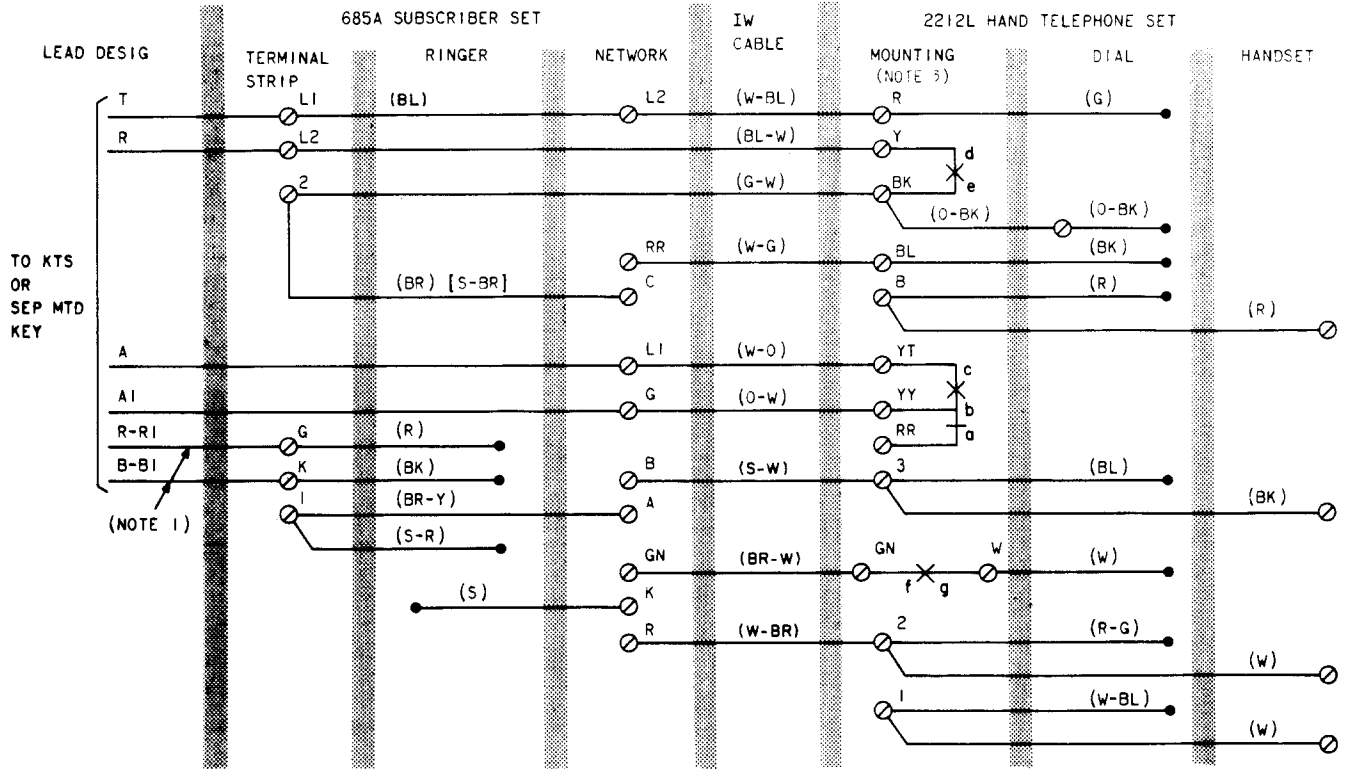 685A SUBSCRIBER SET
IW CABLE
2212L HAND TELEPHONE SET
LEAD DESIG
TERMINAL STRIP
RINGER
NETWORK
MOUNTING (NOTE 3)
DIAL
HANDSET
T L1 (BL) L2 (W-BL) R (G)
R L2 (BL-W) Y
d
2 (G-W) BK e
(O-BK) (O-BK)
RR (W-G) BL (BK)
TO KTS OR SEP MTD KEY
(BR) [S-BR] C B (R)
(R)
A L1 (W-O) YT
c
A1 G (O-W) YY b
R-R1 G (R) RR a
B-B1 K (BK) B (S-W) 3 (BL)
(NOTE 1) 1 (BR-Y) A (BK)
(S-R)
GN (BR-W) GN f g W (W)
(S) K
R (W-BR) 2 (R-G)
(W)
1 (W-BL)
(W)